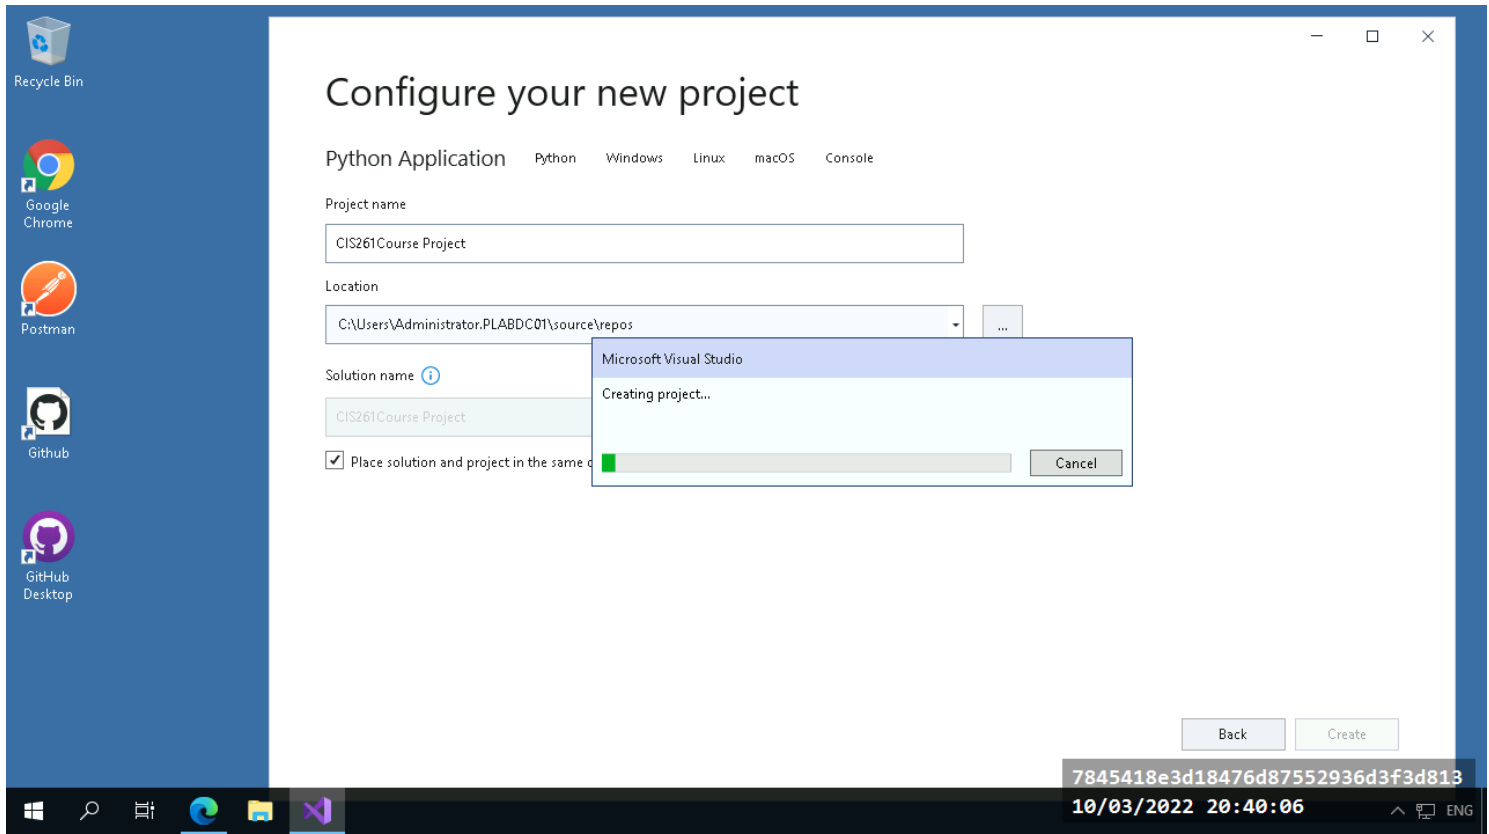 Recycle Bin
Google
Chrome
Postman
Github
GitHub
Desktop
Configure your new project
Python Application Python Windows Linux macOS Console
Project name
CIS261Course Project
Location
C:\Users\Administrator.PLABDC01\source\repos
...
Solution name
CIS261Course Project
Place solution and project in the same
Microsoft Visual Studio
Creating project...
Cancel
Back Create
7845418e3d18476d87552936d3f3d813
10/03/2022 20:40:06
ENG